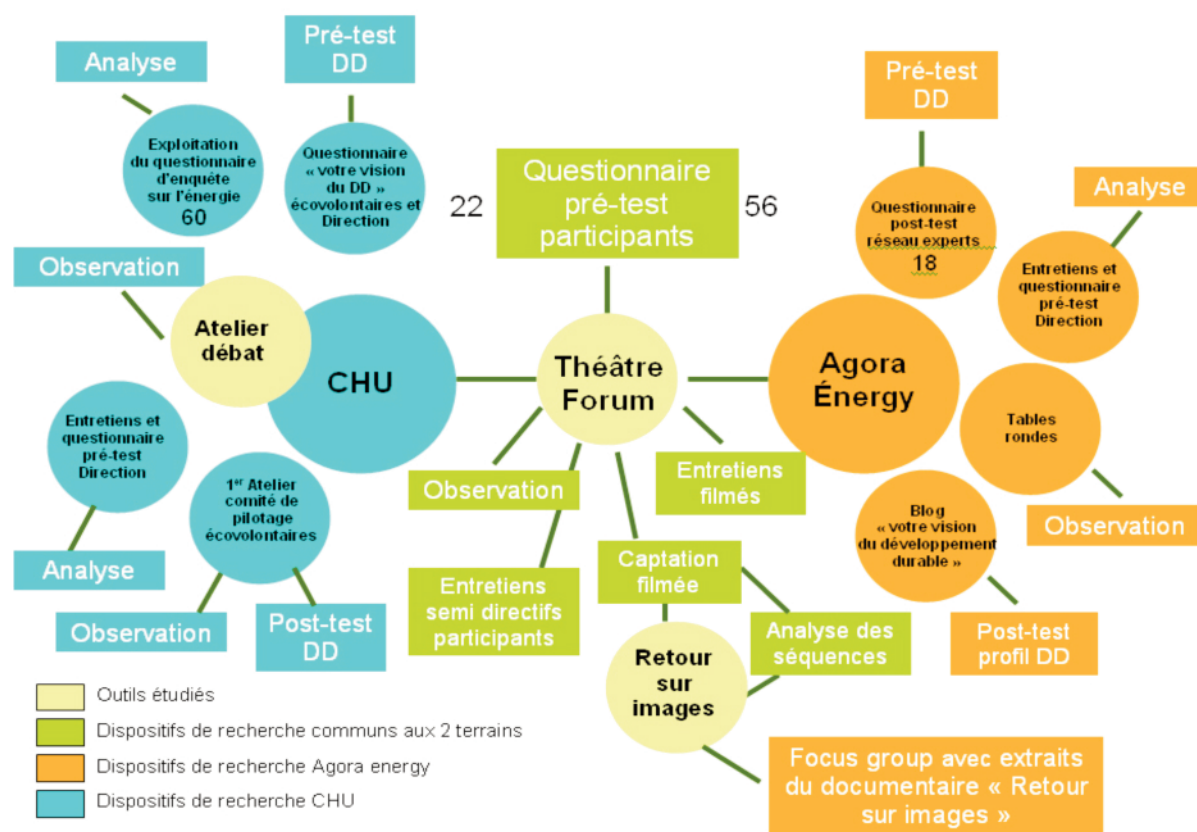 Analyse
Pré-test
DD
Exploitation
du questionnaire
d'enquête
sur l'énergie
60
Questionnaire
« votre vision
du DD »
écovolontaires et
Direction
22
Questionnaire
pré-test
participants
56
Pré-test
DD
Questionnaire
post-test
réseau experts
18
Analyse
Entretiens et
questionnaire
pré-test
Direction
Observation
Atelier
débat
CHU
Théâtre
Forum
Agora
Énergy
Tables
rondes
Entretiens et
questionnaire
pré-test
Direction
1er Atelier
comité de
pilotage
écovolontaires
Observation
Entretiens
filmés
Blog
« votre vision
du développement
durable »
Observation
Analyse
Observation
Post-test
DD
Entretiens
semi directifs
participants
Captation
filmée
Analyse des
séquences
Post-test
profil DD
Retour
sur
images
Focus group avec extraits
du documentaire « Retour
sur images »
Outils étudiés
Dispositifs de recherche communs aux 2 terrains
Dispositifs de recherche Agora energy
Dispositifs de recherche CHU